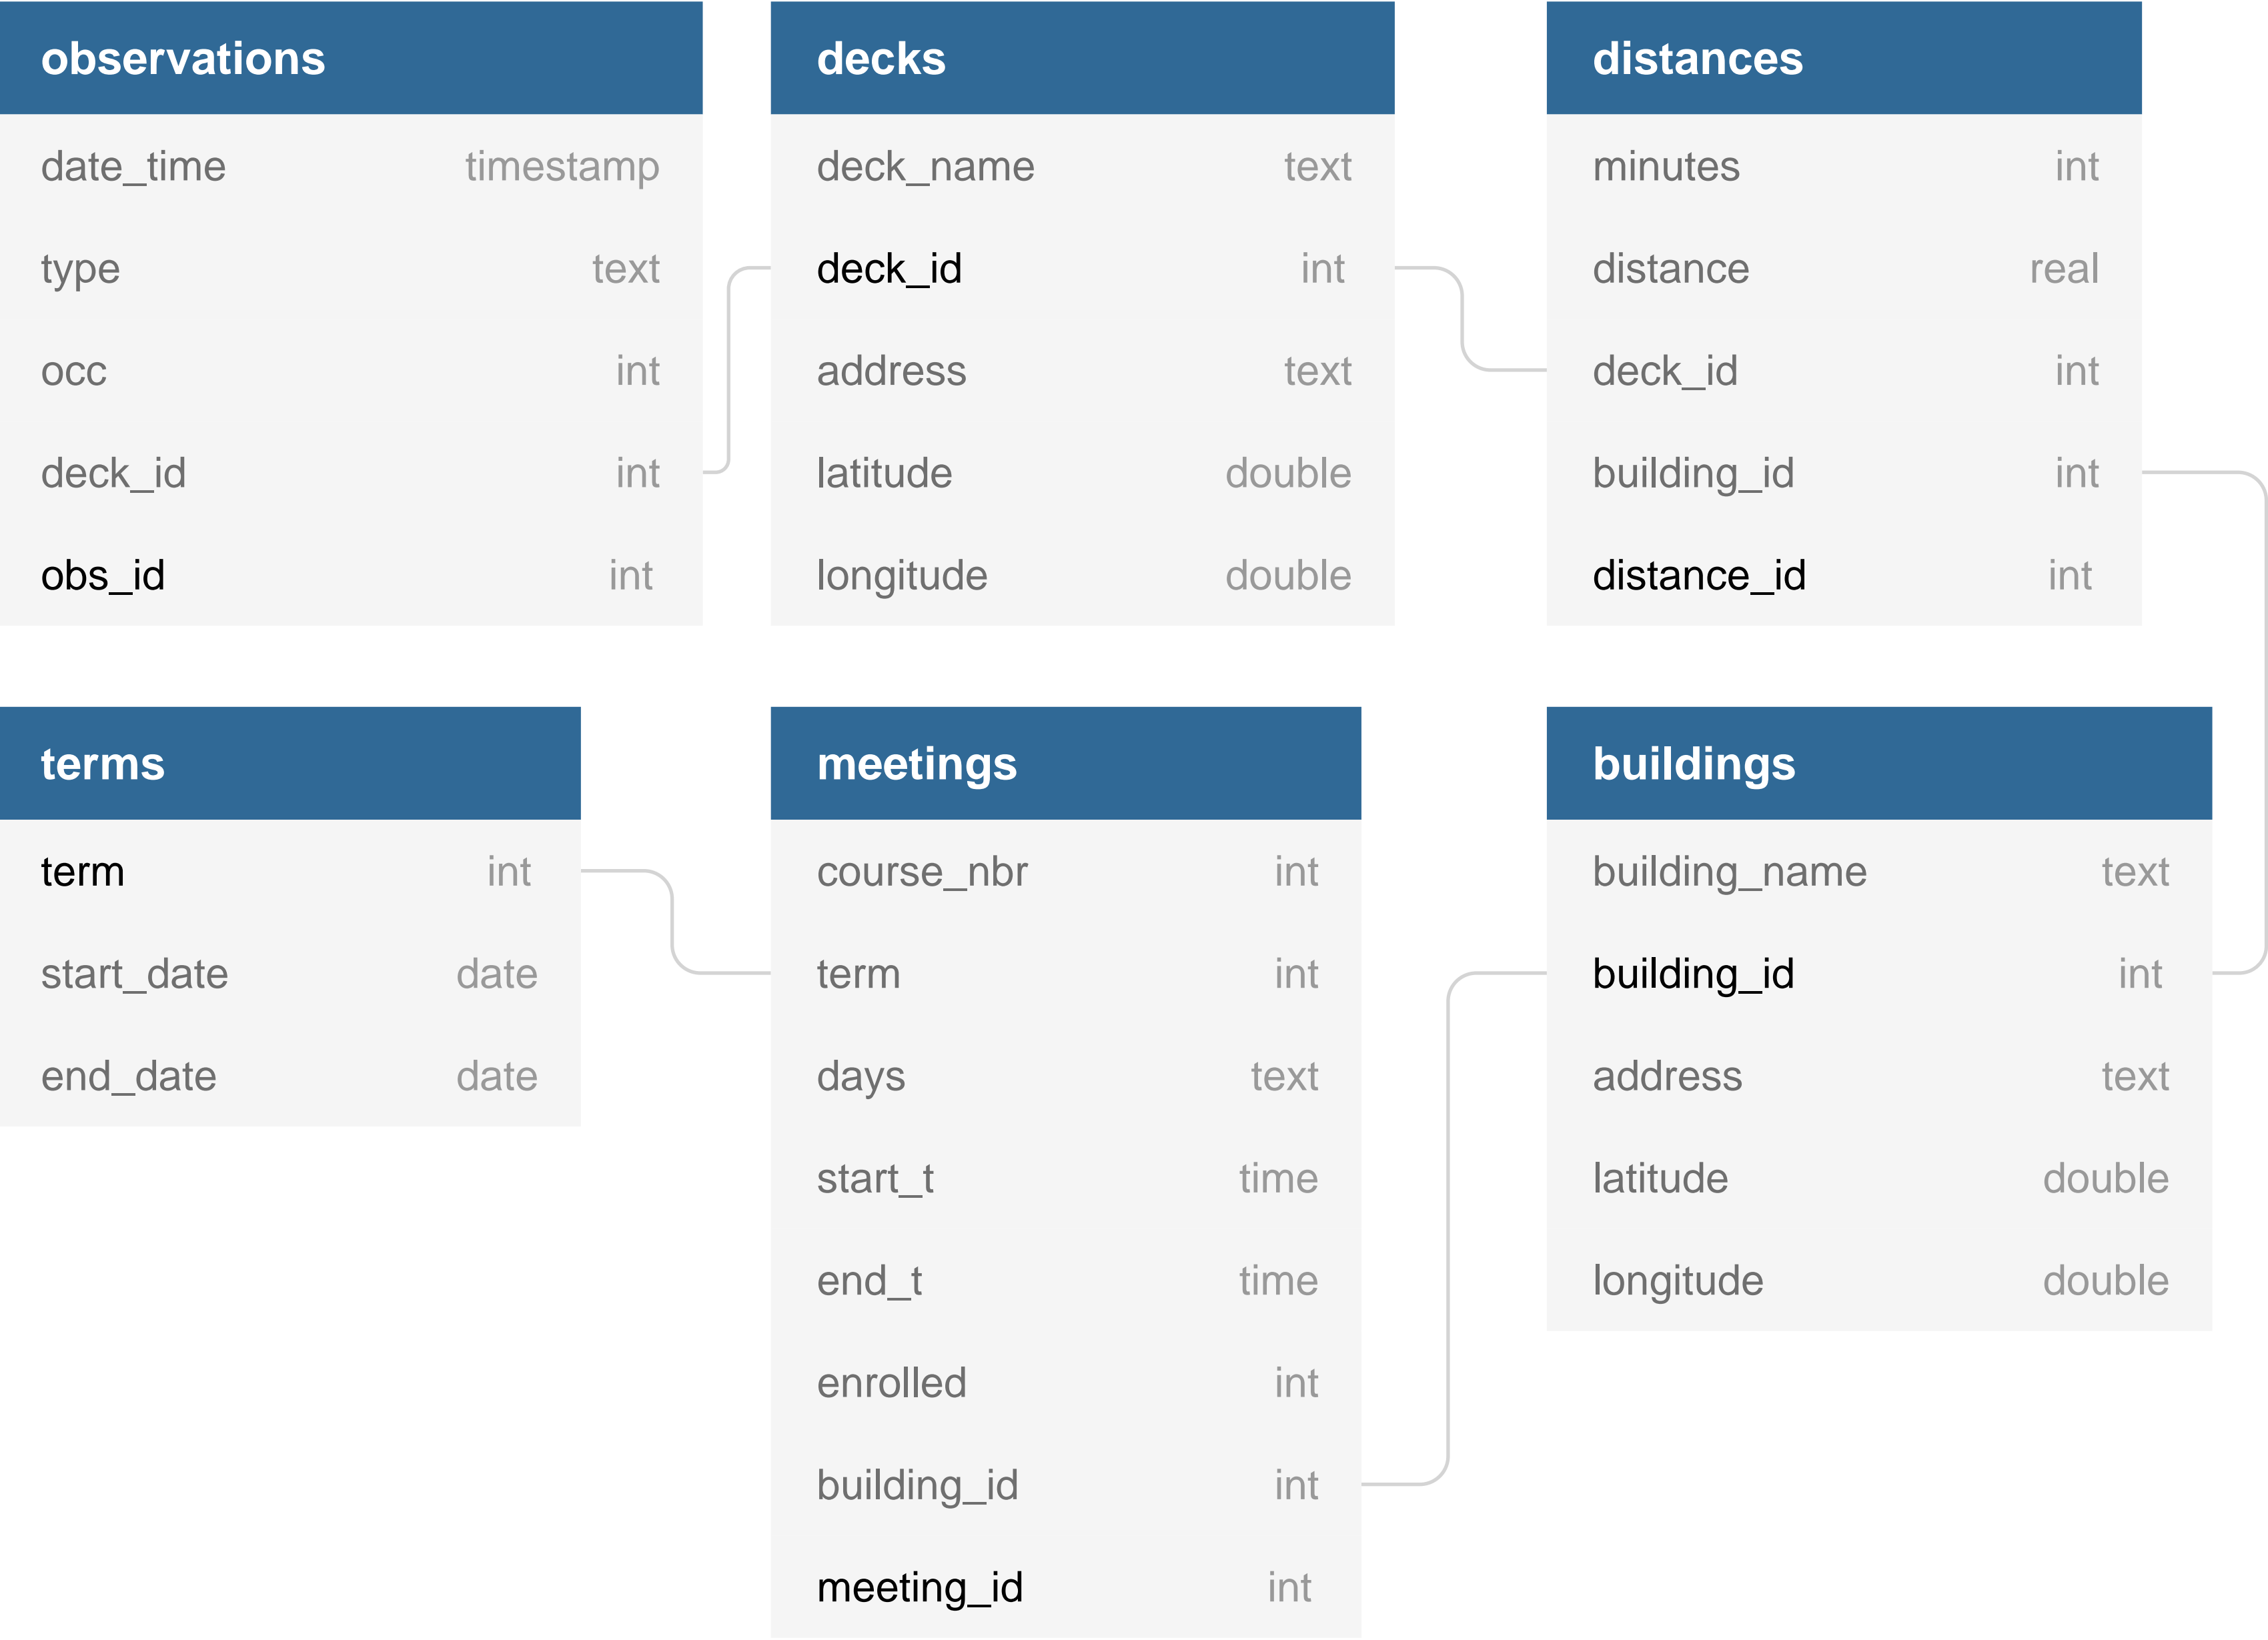 observations
date_time timestamp
type text
occ int
deck_id int
obs_id int
decks
deck_name text
deck_id int
address text
latitude double
longitude double
distances
minutes int
distance real
deck_id int
building_id int
distance_id int
terms
term int
start_date date
end_date date
meetings
course_nbr int
term int
days text
start_t time
end_t time
enrolled int
building_id int
meeting_id int
buildings
building_name text
building_id int
address text
latitude double
longitude double